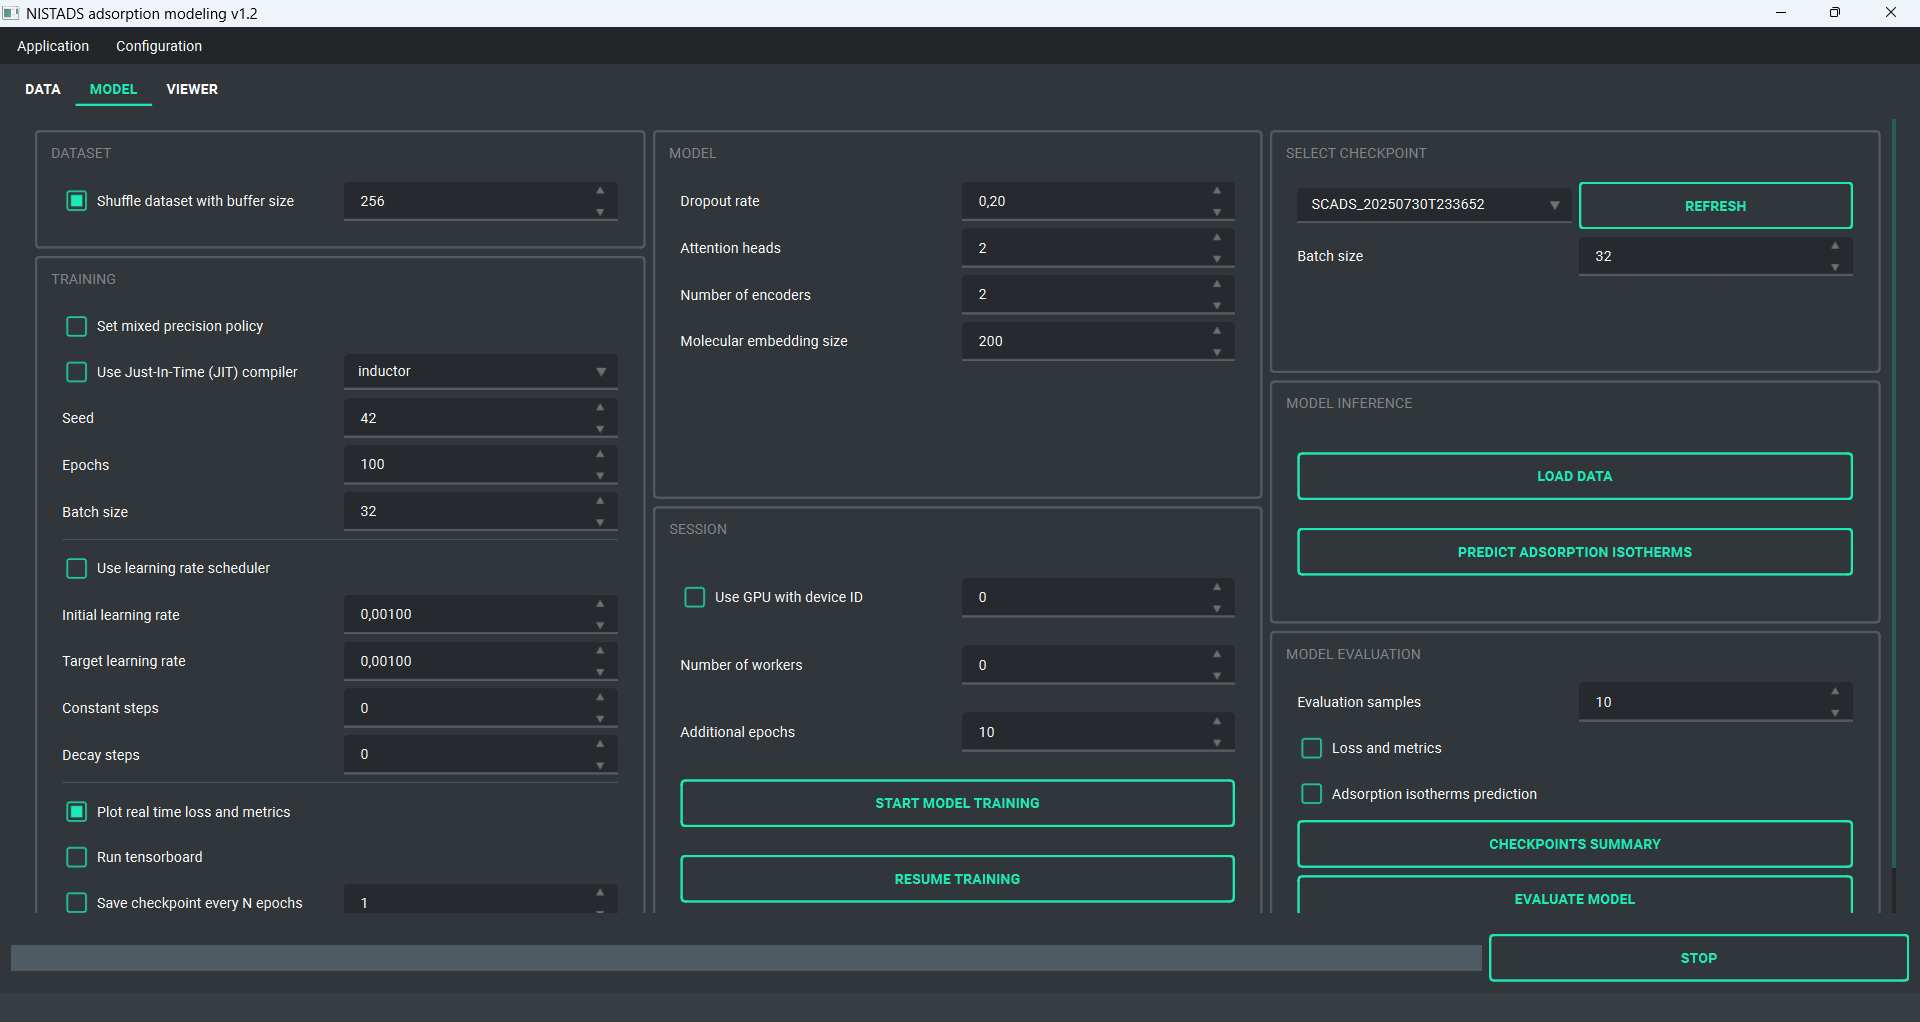 NISTADS adsorption modeling v1.2
Application
Configuration
DATA
MODEL
VIEWER
DATASET
Shuffle dataset with buffer size
256
TRAINING
Set mixed precision policy
Use Just-In-Time (JIT) compiler
inductor
Seed
42
Epochs
100
Batch size
32
Use learning rate scheduler
Initial learning rate
0,00100
Target learning rate
0,00100
Constant steps
0
Decay steps
0
Plot real time loss and metrics
Run tensorboard
Save checkpoint every N epochs
1
MODEL
Dropout rate
0,20
Attention heads
2
Number of encoders
2
Molecular embedding size
200
SESSION
Use GPU with device ID
0
Number of workers
0
Additional epochs
10
START MODEL TRAINING
RESUME TRAINING
SELECT CHECKPOINT
SCADS_20250730T233652
REFRESH
Batch size
32
MODEL INFERENCE
LOAD DATA
PREDICT ADSORPTION ISOTHERMS
MODEL EVALUATION
Evaluation samples
10
Loss and metrics
Adsorption isotherms prediction
CHECKPOINTS SUMMARY
EVALUATE MODEL
STOP